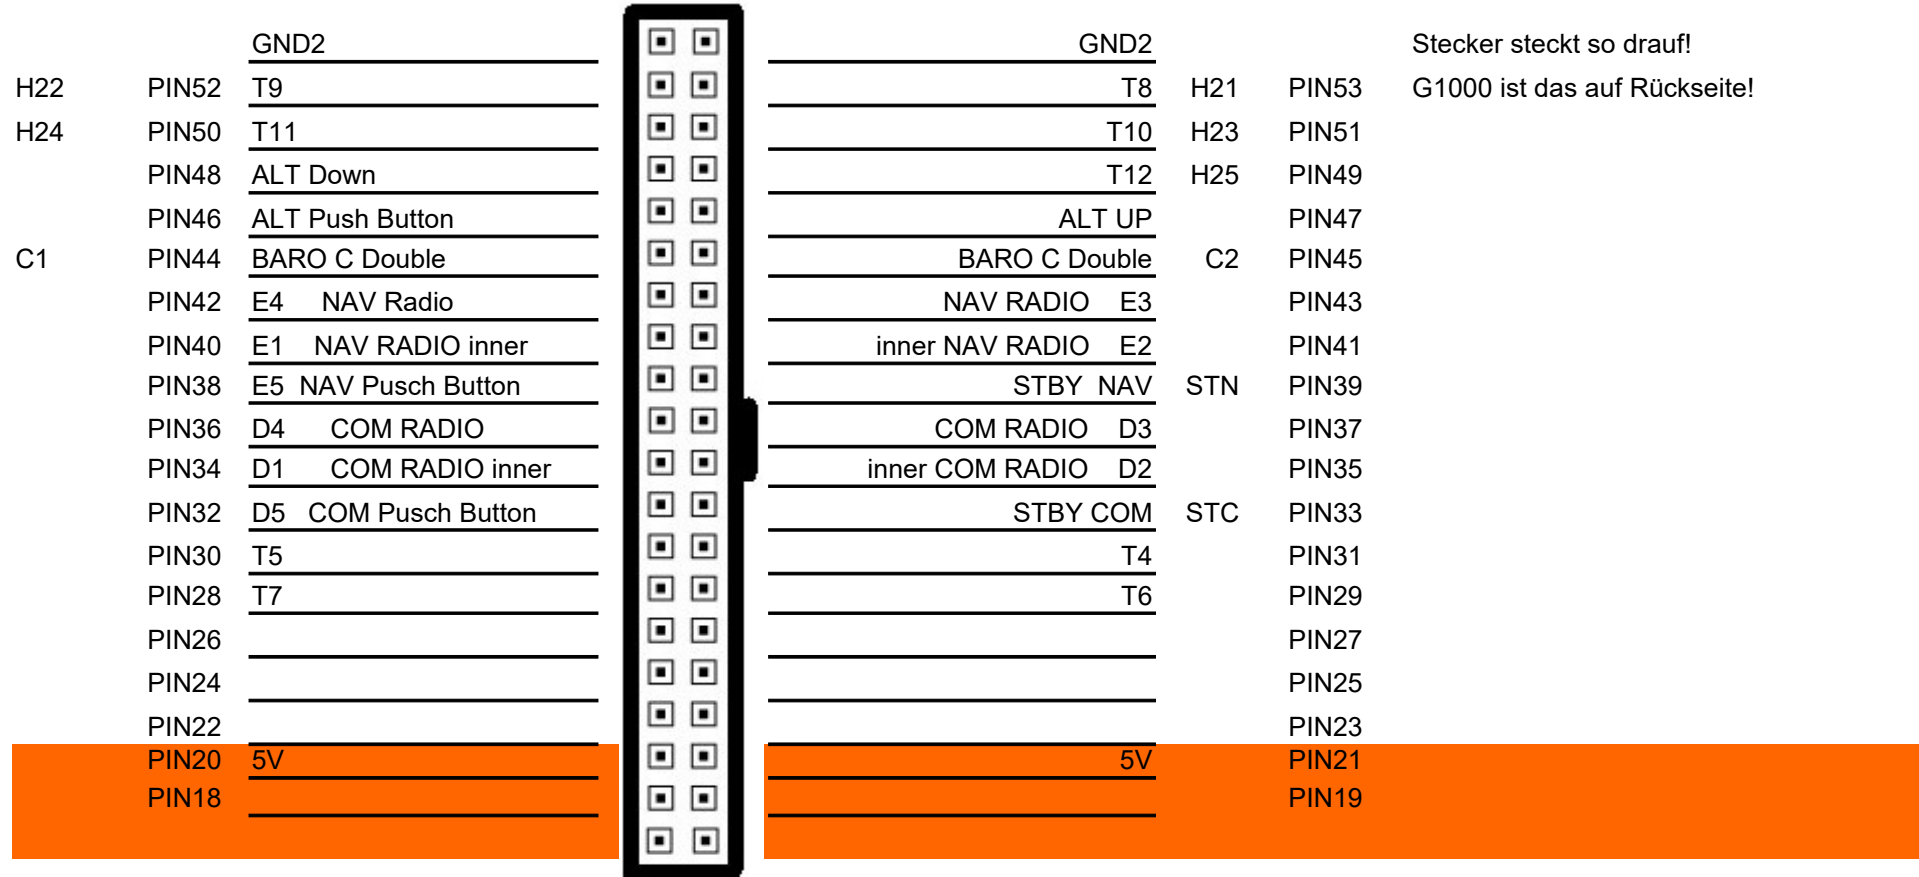 GND2 GND2 Stecker steckt so drauf!
H22 PIN52 T9 T8 H21 PIN53 G1000 ist das auf Rückseite!
H24 PIN50 T11 T10 H23 PIN51
PIN48 ALT Down T12 H25 PIN49
PIN46 ALT Push Button ALT UP PIN47
C1 PIN44 BARO C Double BARO C Double C2 PIN45
PIN42 E4 NAV Radio NAV RADIO E3 PIN43
PIN40 E1 NAV RADIO inner inner NAV RADIO E2 PIN41
PIN38 E5 NAV Pusch Button STBY NAV STN PIN39
PIN36 D4 COM RADIO COM RADIO D3 PIN37
PIN34 D1 COM RADIO inner inner COM RADIO D2 PIN35
PIN32 D5 COM Pusch Button STBY COM STC PIN33
PIN30 T5 T4 PIN31
PIN28 T7 T6 PIN29
PIN26 PIN27
PIN24 PIN25
PIN22 PIN23
PIN20 5V 5V PIN21
PIN18 PIN19